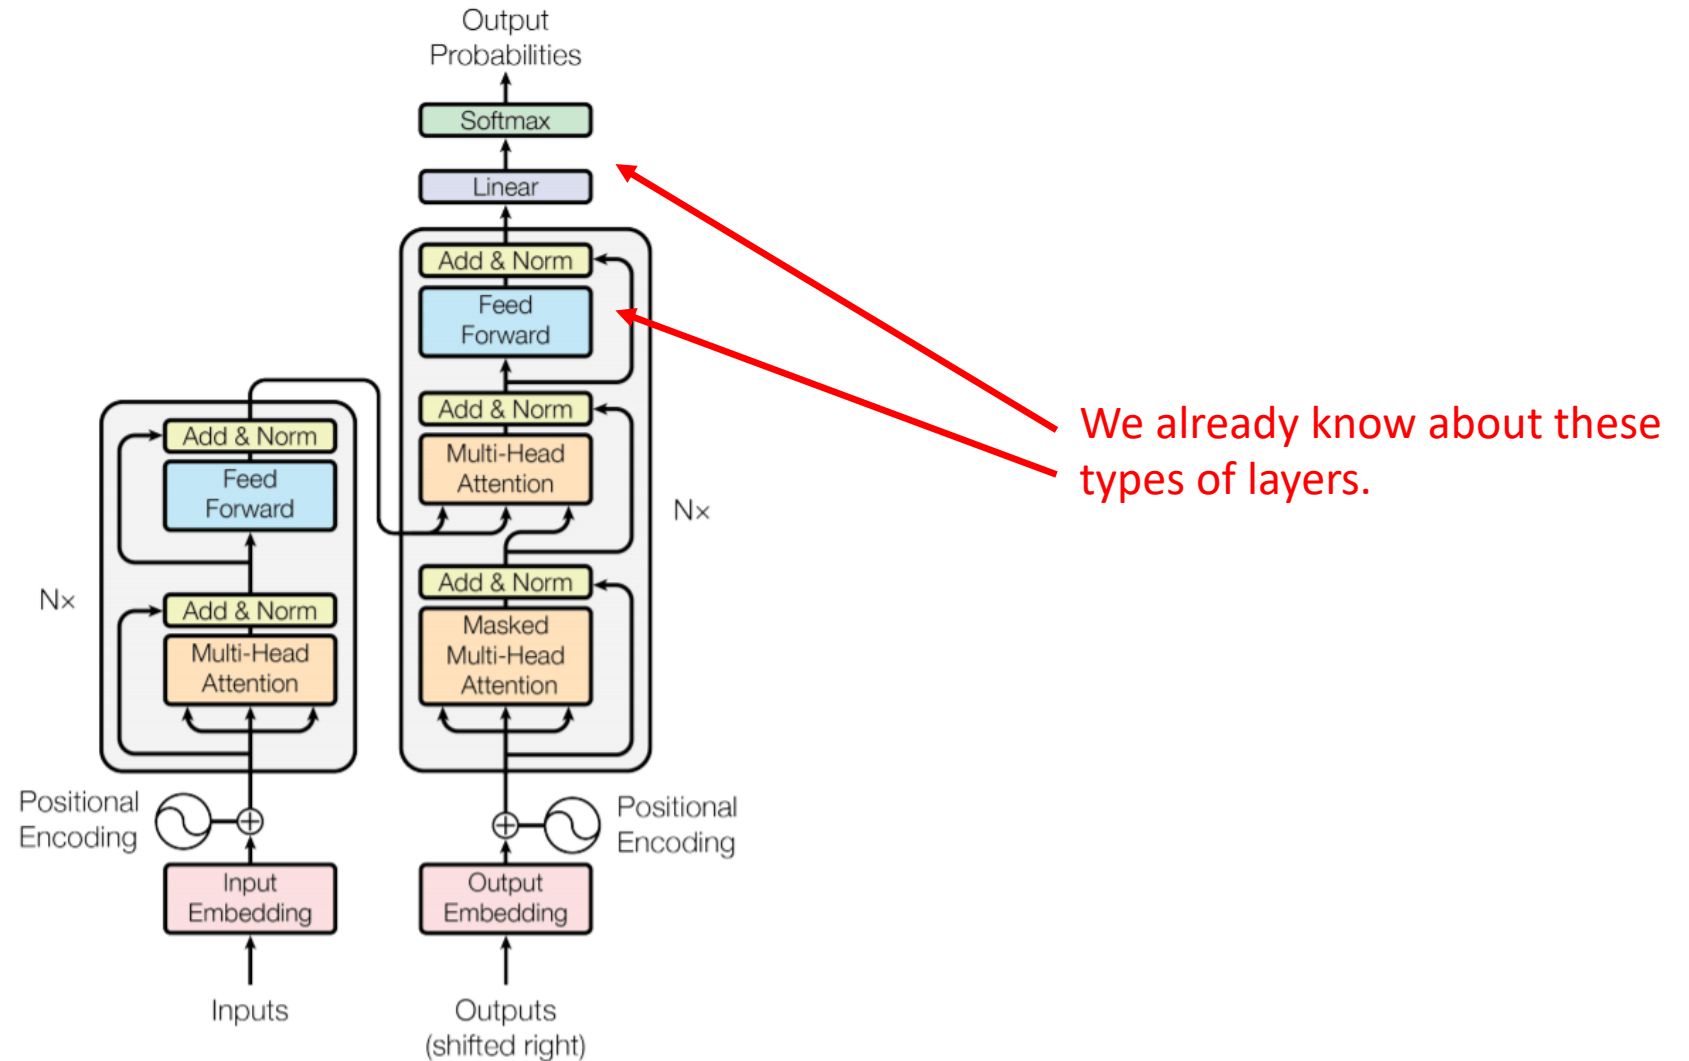 Output
Probabilities
Softmax
Linear
Add & Norm
Feed
Forward
Add & Norm
Multi-Head
Attention
N×
Add & Norm
Masked
Multi-Head
Attention
Add & Norm
Feed
Forward
N×
Add & Norm
Multi-Head
Attention
Positional
Encoding
Positional
Encoding
Input
Embedding
Output
Embedding
Inputs
Outputs
(shifted right)
We already know about these
types of layers.